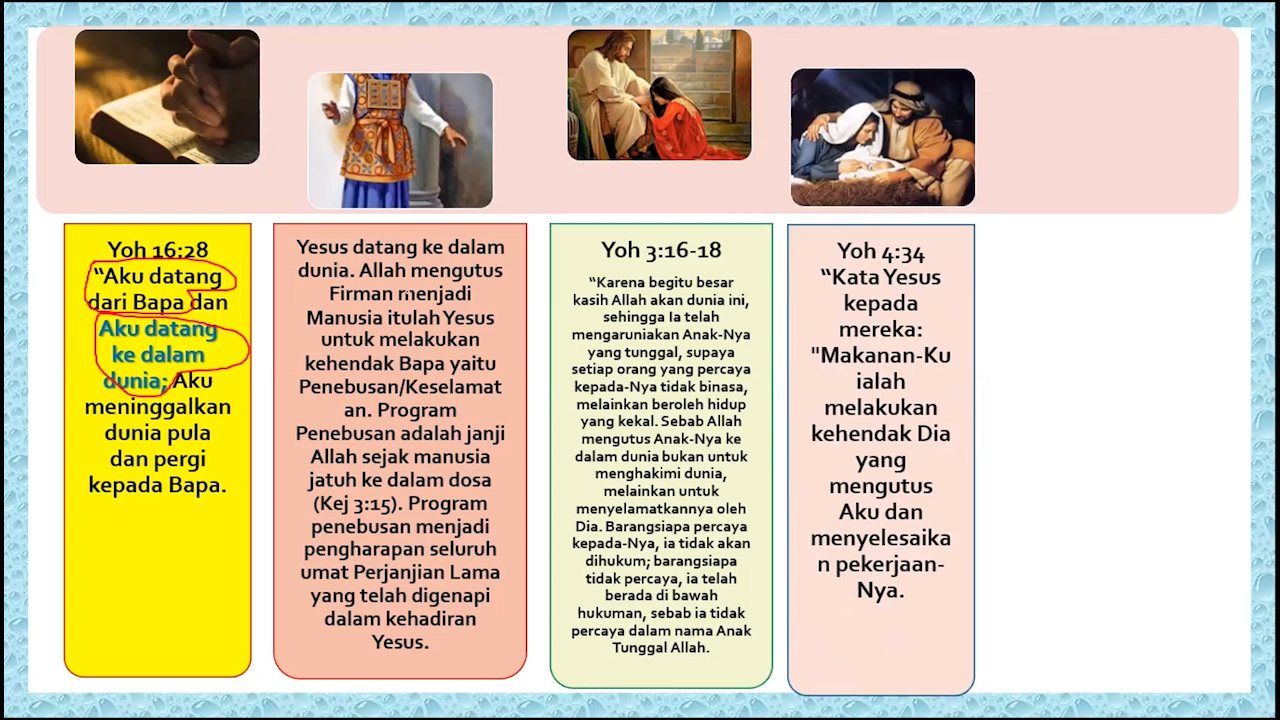 Yoh 16:28
“Aku datang
dari Bapa dan
Aku datang
ke dalam
dunia; Aku
meninggalkan
dunia pula
dan pergi
kepada Bapa.
Yesus datang ke dalam
dunia. Allah mengutus
Firman menjadi
Manusia itulah Yesus
untuk melakukan
kehendak Bapa yaitu
Penebusan/Keselamat
an. Program
Penebusan adalah janji
Allah sejak manusia
jatuh ke dalam dosa
(Kej 3:15). Program
penebusan menjadi
pengharapan seluruh
umat Perjanjian Lama
yang telah digenapi
dalam kehadiran
Yesus.
Yoh 3:16-18
“Karena begitu besar
kasih Allah akan dunia ini,
sehingga Ia telah
mengaruniakan Anak-Nya
yang tunggal, supaya
setiap orang yang percaya
kepada-Nya tidak binasa,
melainkan beroleh hidup
yang kekal. Sebab Allah
mengutus Anak-Nya ke
dalam dunia bukan untuk
menghakimi dunia,
melainkan untuk
menyelamatkannya oleh
Dia. Barangsiapa percaya
kepada-Nya, ia tidak akan
dihukum; barangsiapa
tidak percaya, ia telah
berada di bawah
hukuman, sebab ia tidak
percaya dalam nama Anak
Tunggal Allah.
Yoh 4:34
“Kata Yesus
kepada
mereka:
"Makanan-Ku
ialah
melakukan
kehendak Dia
yang
mengutus
Aku dan
menyelesaika
n pekerjaan-
Nya.